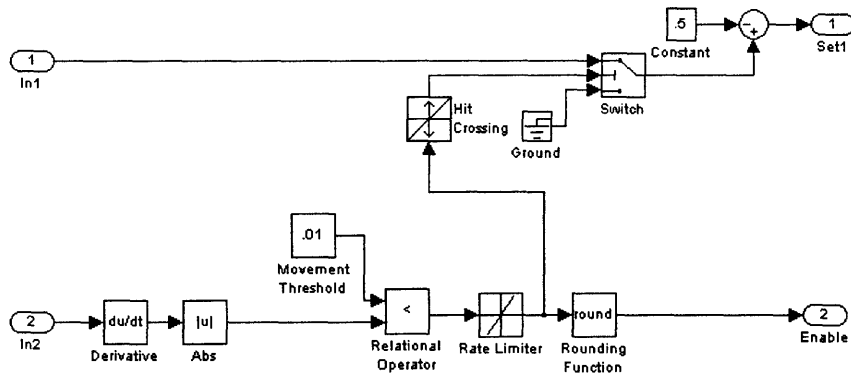 .5
Constant
-
+
1
Set1
1
In1
Hit
Crossing
Switch
Ground
.01
Movement
Threshold
2
In2
du/dt
Derivative
|u|
Abs
<
Relational
Operator
Rate Limiter
round
Rounding
Function
2
Enable